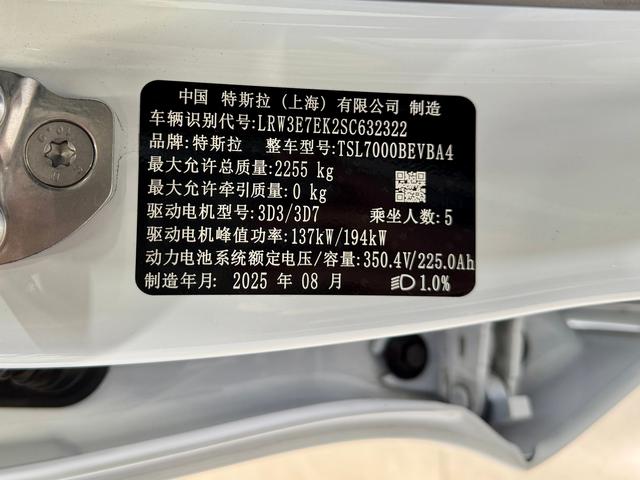 中国 特斯拉（上海）有限公司 制造
车辆识别代号:LRW3E7EK2SC632322
品牌:特斯拉 整车型号:TSL7000BEVBA4
最大允许总质量:2255 kg
最大允许牵引质量:0 kg
驱动电机型号:3D3/3D7 乘坐人数:5
驱动电机峰值功率:137kW/194kW
动力电池系统额定电压/容量:350.4V/225.0Ah
制造年月: 2025 年 08 月 1.0%